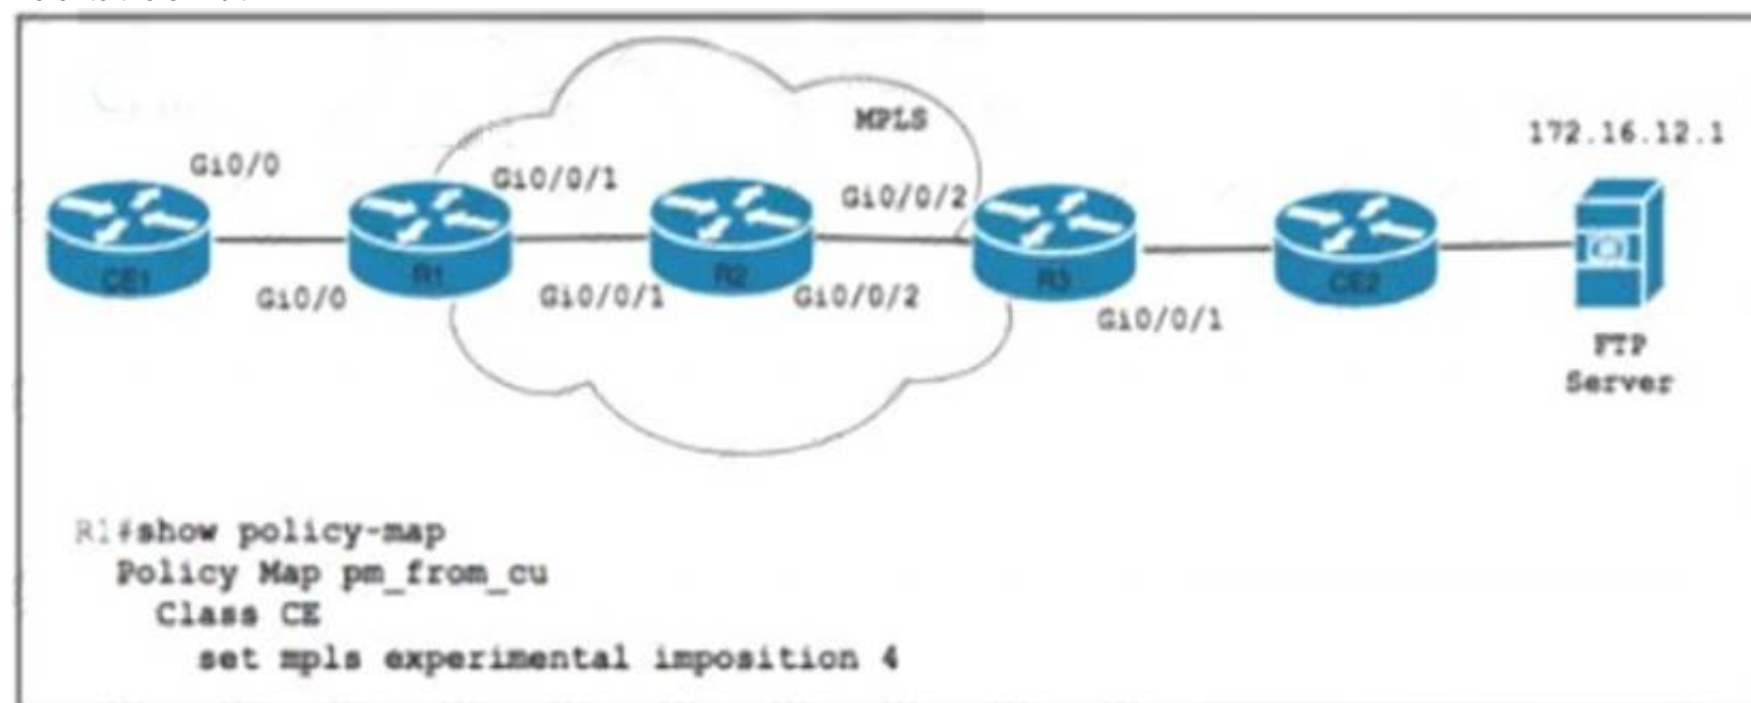 MPLS
172.16.12.1
Gi0/0
Gi0/0/1
Gi0/0/2
CE1
R1
R2
R3
CE2
Gi0/0
Gi0/0/1
Gi0/0/2
Gi0/0/1
FTP
Server
R1#show policy-map
Policy Map pm_from_cu
Class CE
set mpls experimental imposition 4